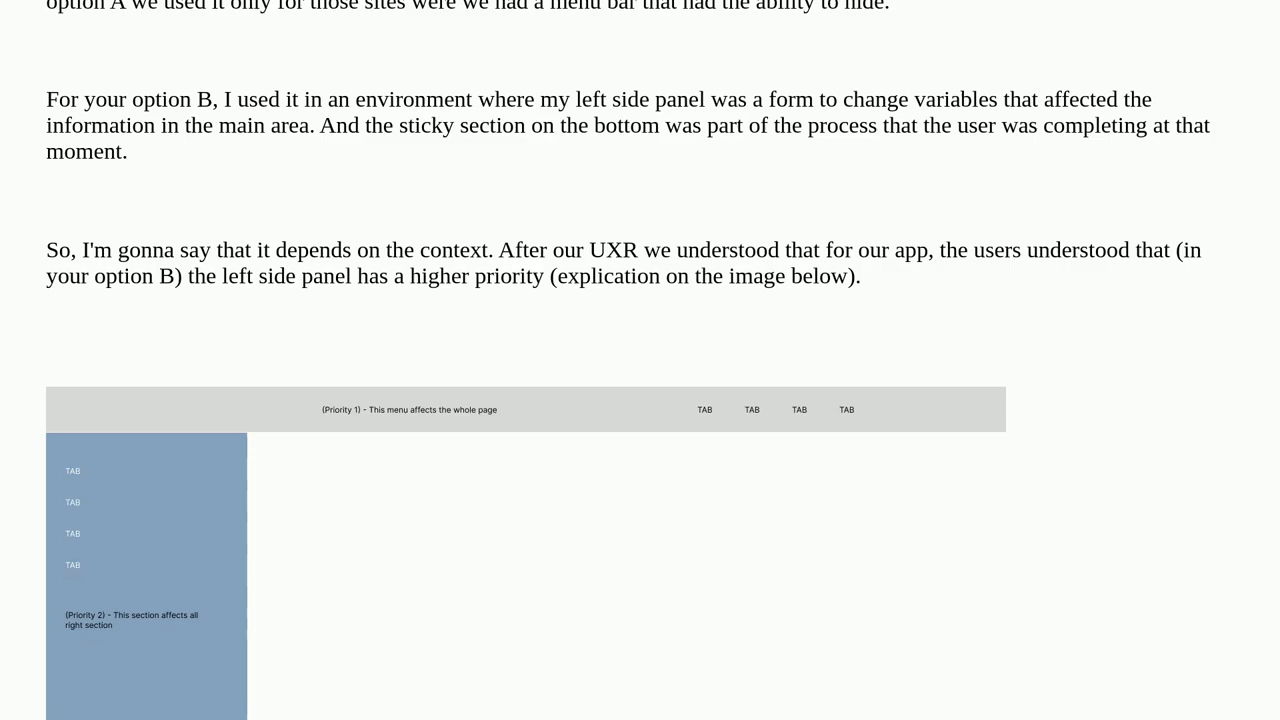 option A we used it only for those sites were we had a menu bar that had the ability to hide.
For your option B, I used it in an environment where my left side panel was a form to change variables that affected the
information in the main area. And the sticky section on the bottom was part of the process that the user was completing at that
moment.
So, I'm gonna say that it depends on the context. After our UXR we understood that for our app, the users understood that (in
your option B) the left side panel has a higher priority (explication on the image below).
(Priority 1) - This menu affects the whole page TAB TAB TAB TAB
TAB
TAB
TAB
TAB
(Priority 2) - This section affects all
right section